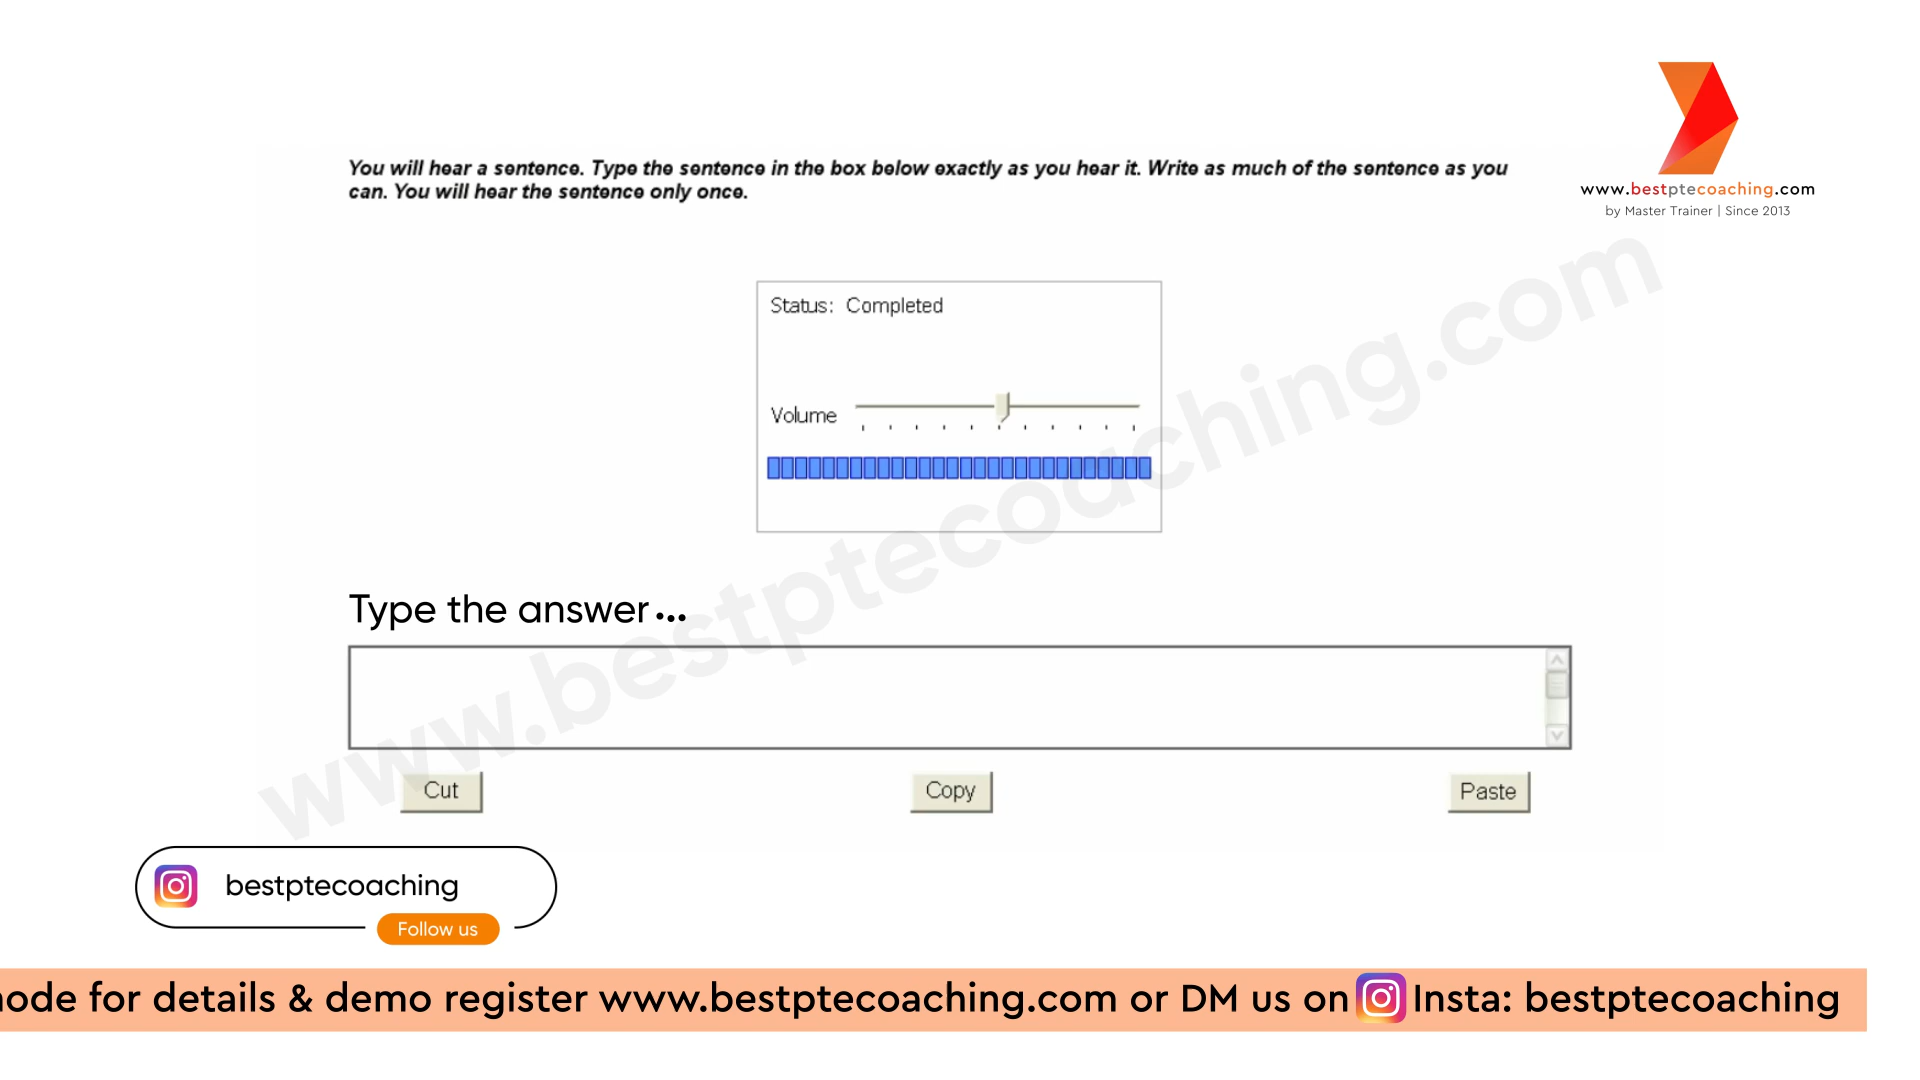 You will hear a sentence. Type the sentence in the box below exactly as you hear it. Write as much of the sentence as you
can. You will hear the sentence only once.
www.bestptecoaching.com
by Master Trainer | Since 2013
Status: Completed
Volume
www.bestptecoaching.com
Type the answer...
Cut
Copy
Paste
bestptecoaching
Follow us
for details & demo register www.bestptecoaching.com or DM us on Insta: bestptecoaching